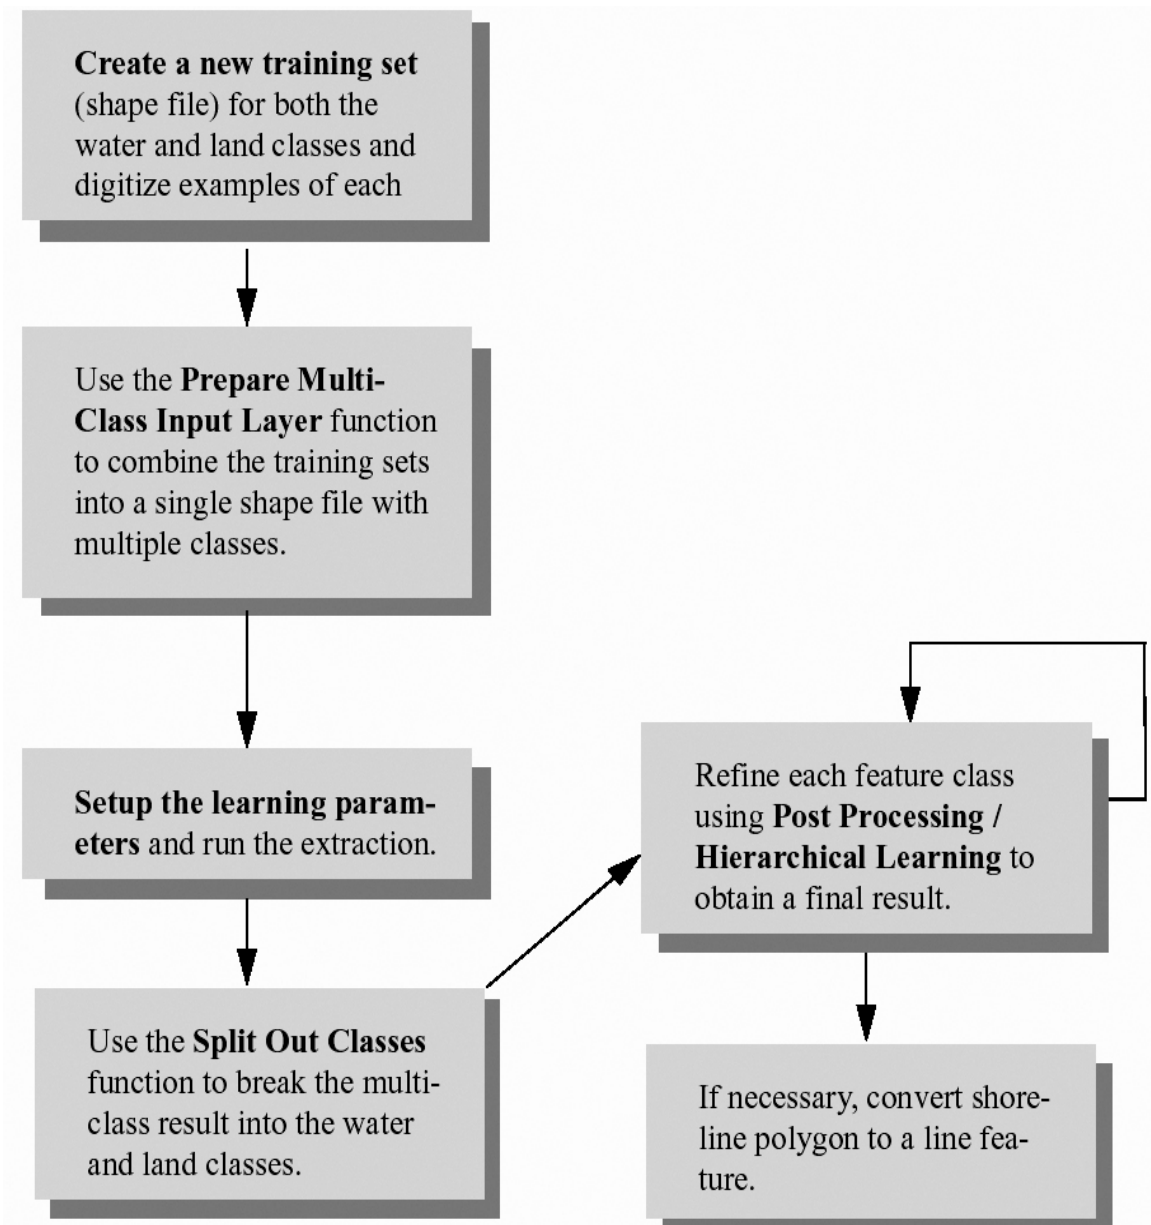 Create a new training set
(shape file) for both the
water and land classes and
digitize examples of each
Use the Prepare Multi-
Class Input Layer function
to combine the training sets
into a single shape file with
multiple classes.
Setup the learning param-
eters and run the extraction.
Use the Split Out Classes
function to break the multi-
class result into the water
and land classes.
Refine each feature class
using Post Processing /
Hierarchical Learning to
obtain a final result.
If necessary, convert shore-
line polygon to a line fea-
ture.